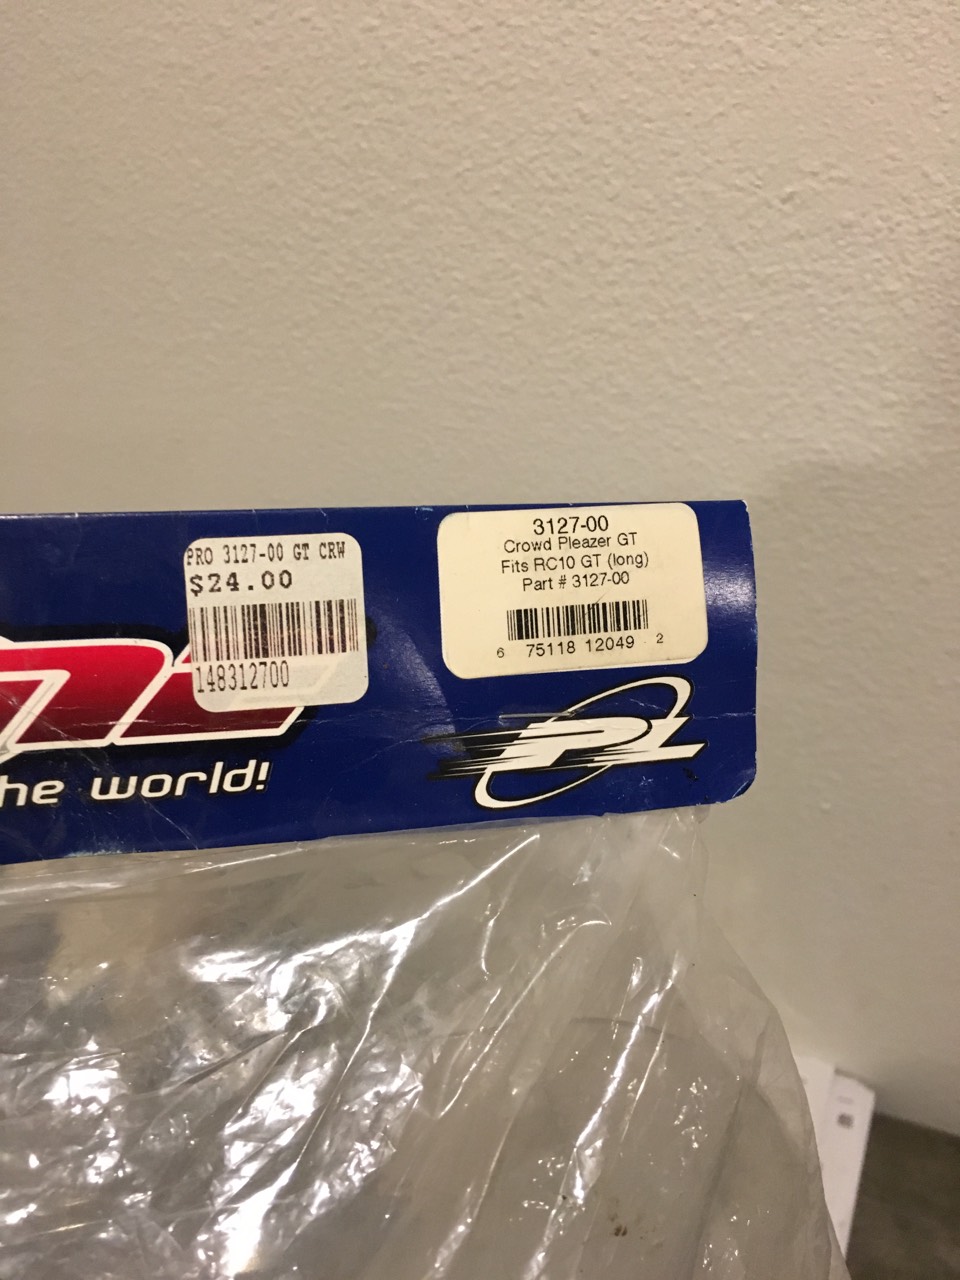 PRO 3127-00 GT CRW
$24.00
148312700
3127-00
Crowd Pleazer GT
Fits RC10 GT (long)
Part # 3127-00
6 75118 12049 2
PL
he world!